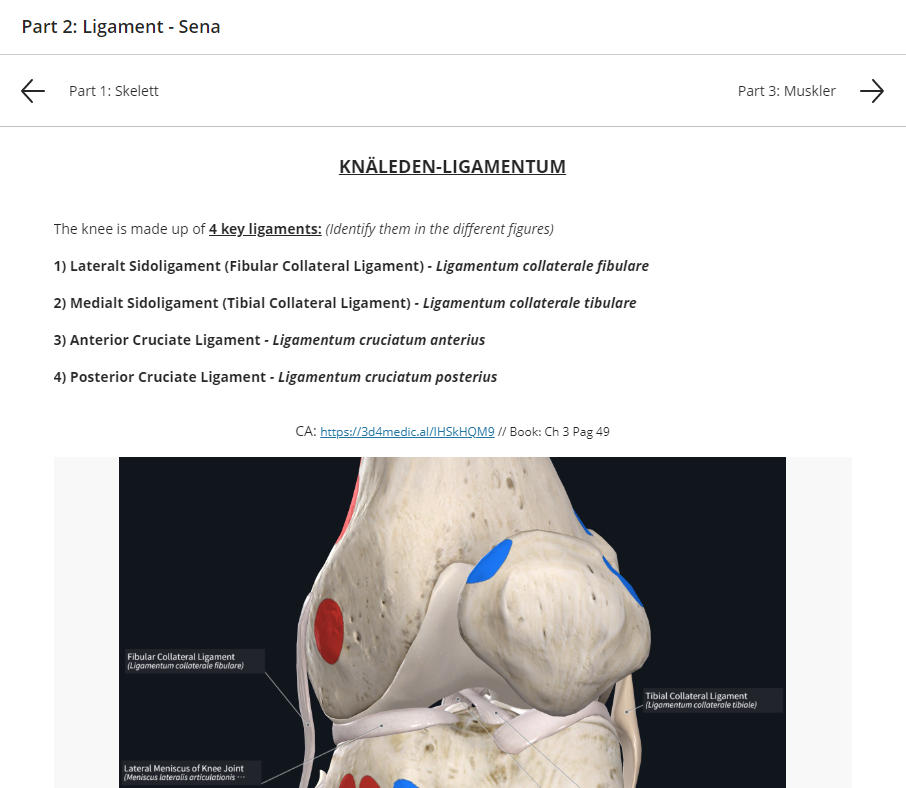 Part 2: Ligament - Sena
Part 1: Skelett
Part 3: Muskler
KNÄLEDEN-LIGAMENTUM
The knee is made up of 4 key ligaments: (Identify them in the different figures)
1) Lateralt Sidoligament (Fibular Collateral Ligament) - Ligamentum collaterale fibulare
2) Medialt Sidoligament (Tibial Collateral Ligament) - Ligamentum collaterale tibulare
3) Anterior Cruciate Ligament - Ligamentum cruciatum anterius
4) Posterior Cruciate Ligament - Ligamentum cruciatum posterius
CA: https://3d4medic.al/IHSkHQM9 // Book: Ch 3 Pag 49
Fibular Collateral Ligament
(Ligamentum collaterale fibulare)
Tibial Collateral Ligament
(Ligamentum collaterale tibiale)
Lateral Meniscus of Knee Joint
(Meniscus lateralis articulationis ···